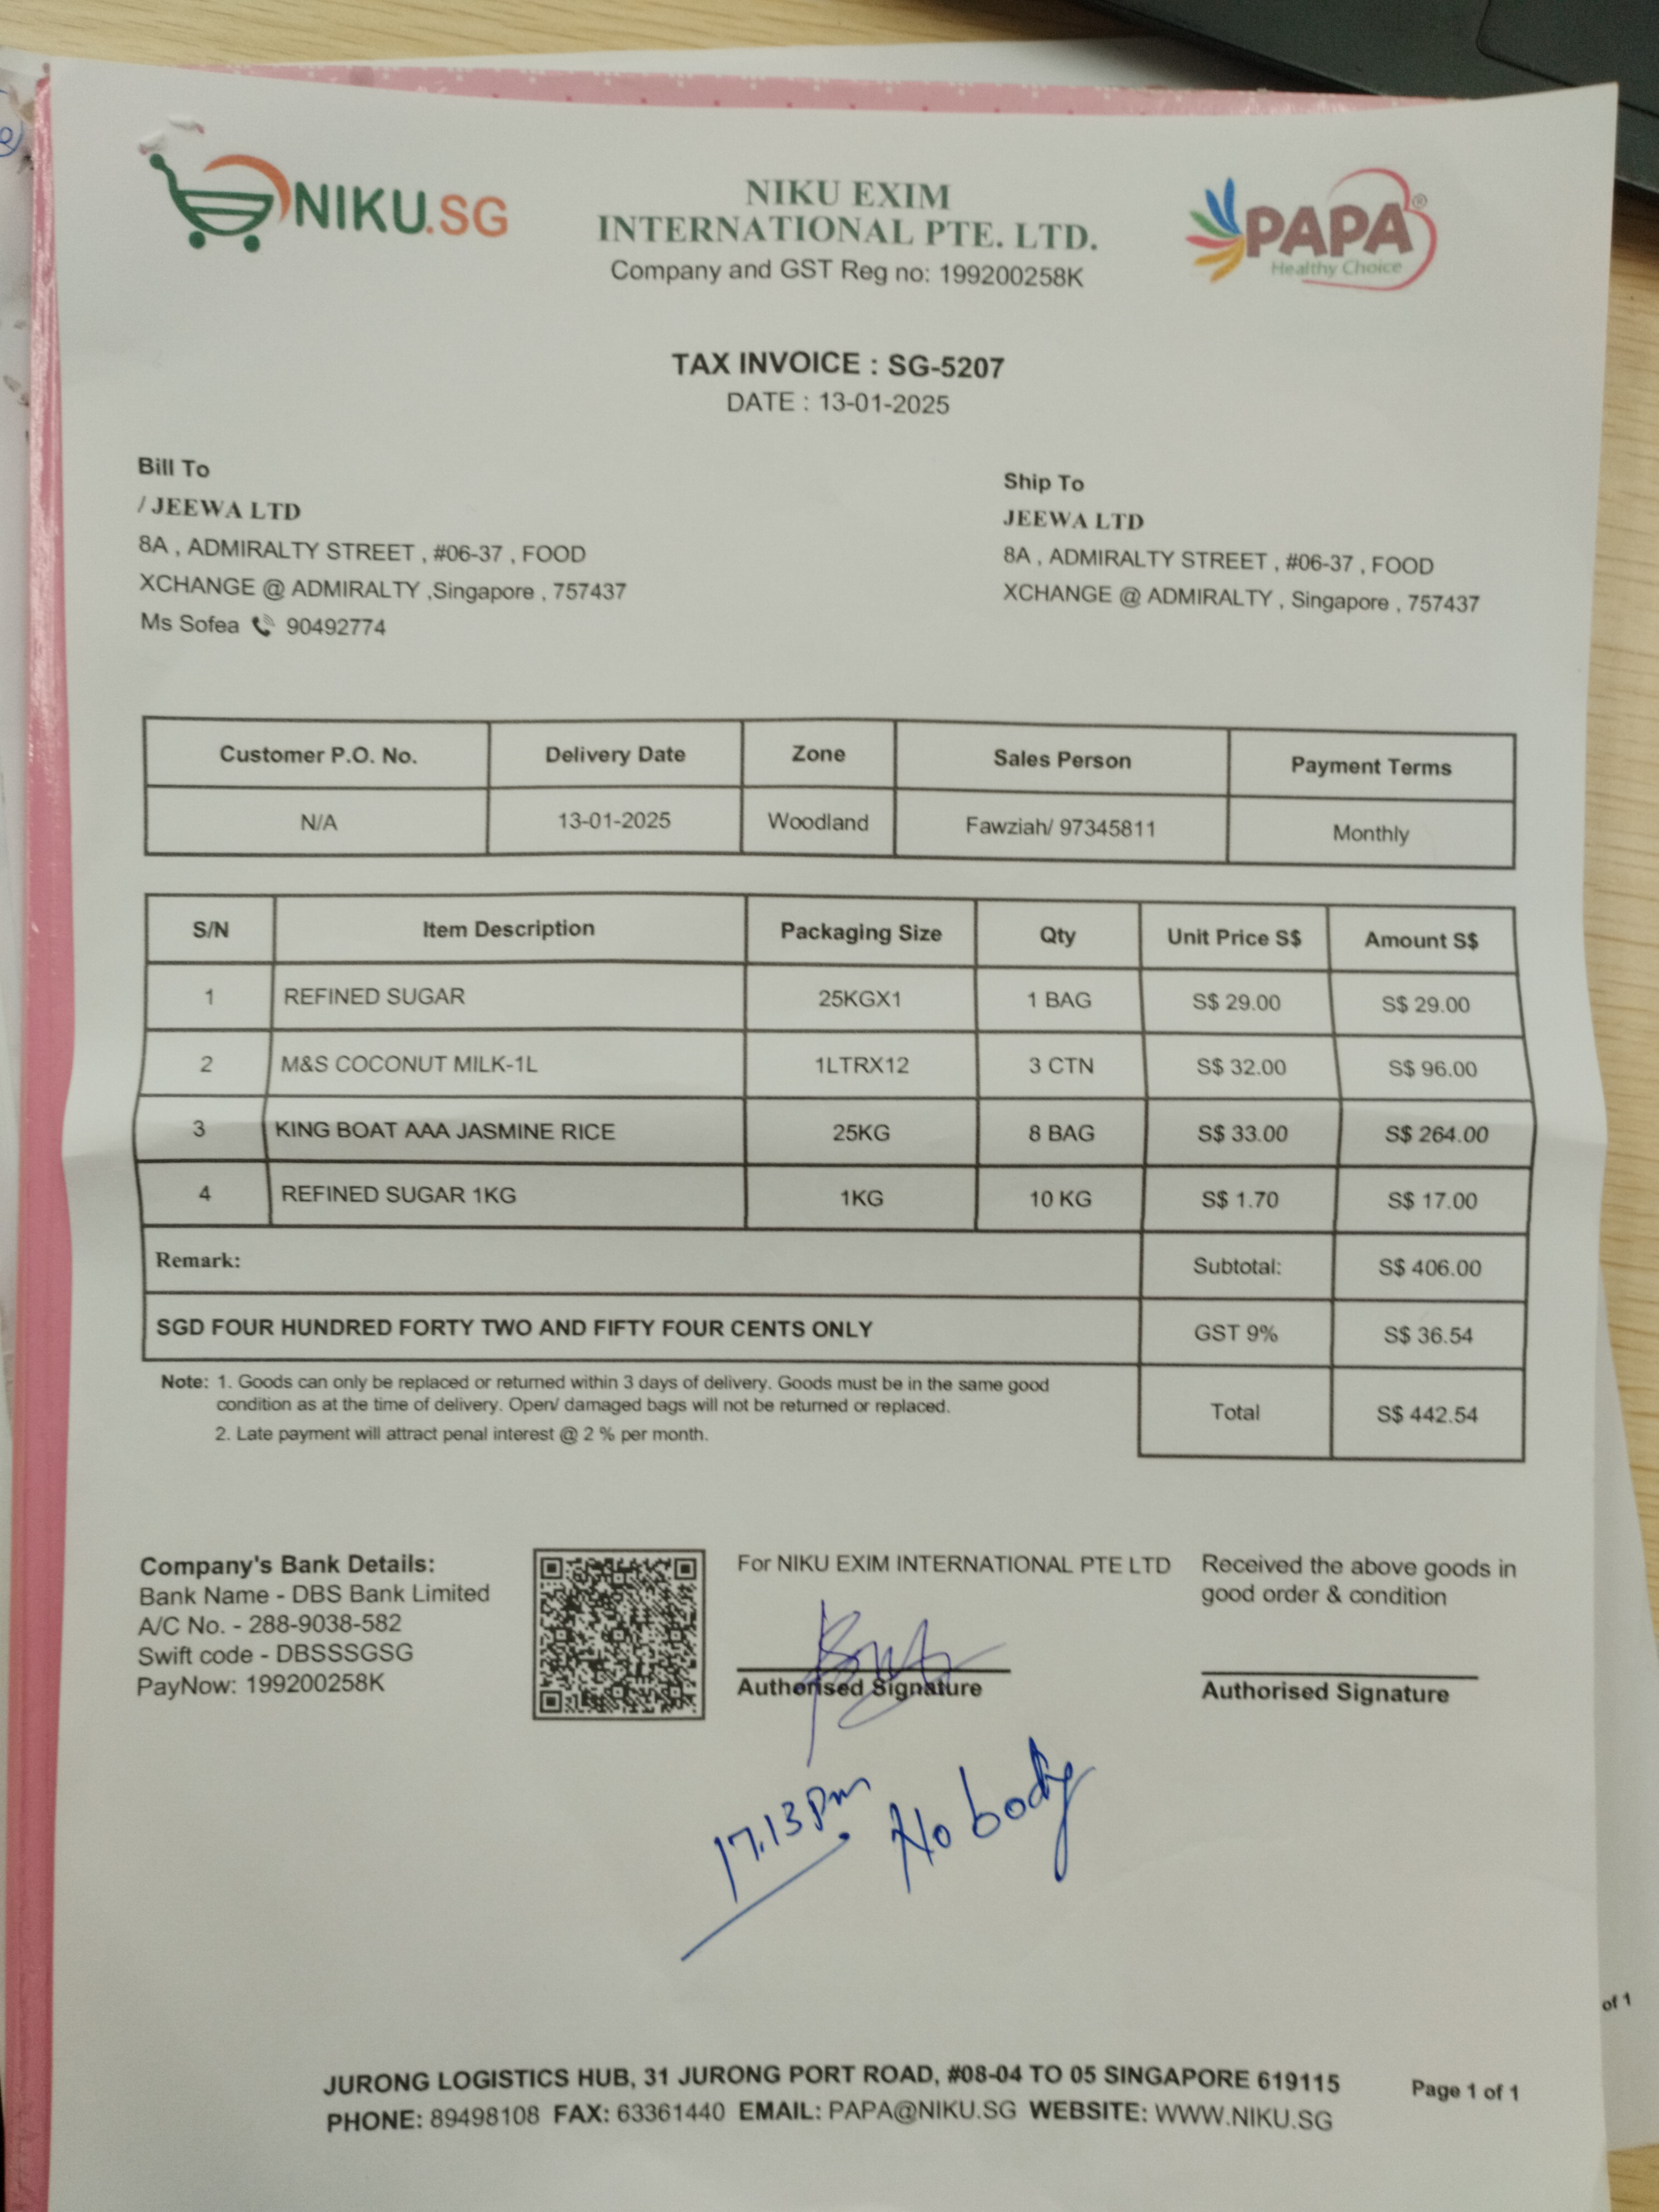 NIKU.SG
NIKU EXIM
INTERNATIONAL PTE. LTD.
Company and GST Reg no: 199200258K
PAPA®
Healthy Choice
TAX INVOICE : SG-5207
DATE : 13-01-2025
Bill To
/ JEEWA LTD
8A , ADMIRALTY STREET , #06-37 , FOOD
XCHANGE @ ADMIRALTY ,Singapore , 757437
Ms Sofea 90492774
Ship To
JEEWA LTD
8A , ADMIRALTY STREET , #06-37 , FOOD
XCHANGE @ ADMIRALTY , Singapore , 757437
Customer P.O. No. Delivery Date Zone Sales Person Payment Terms
N/A 13-01-2025 Woodland Fawziah/ 97345811 Monthly
S/N Item Description Packaging Size Qty Unit Price S$ Amount S$
1 REFINED SUGAR 25KGX1 1 BAG S$ 29.00 S$ 29.00
2 M&S COCONUT MILK-1L 1LTRX12 3 CTN S$ 32.00 S$ 96.00
3 KING BOAT AAA JASMINE RICE 25KG 8 BAG S$ 33.00 S$ 264.00
4 REFINED SUGAR 1KG 1KG 10 KG S$ 1.70 S$ 17.00
Remark: Subtotal: S$ 406.00
SGD FOUR HUNDRED FORTY TWO AND FIFTY FOUR CENTS ONLY GST 9% S$ 36.54
Note: 1. Goods can only be replaced or returned within 3 days of delivery. Goods must be in the same good
condition as at the time of delivery. Open/ damaged bags will not be returned or replaced.
2. Late payment will attract penal interest @ 2 % per month.
Total S$ 442.54
Company's Bank Details:
Bank Name - DBS Bank Limited
A/C No. - 288-9038-582
Swift code - DBSSSGSG
PayNow: 199200258K
For NIKU EXIM INTERNATIONAL PTE LTD
Authorised Signature
Received the above goods in
good order & condition
Authorised Signature
17.13pm No body
of 1
JURONG LOGISTICS HUB, 31 JURONG PORT ROAD, #08-04 TO 05 SINGAPORE 619115
PHONE: 89498108 FAX: 63361440 EMAIL: PAPA@NIKU.SG WEBSITE: WWW.NIKU.SG
Page 1 of 1